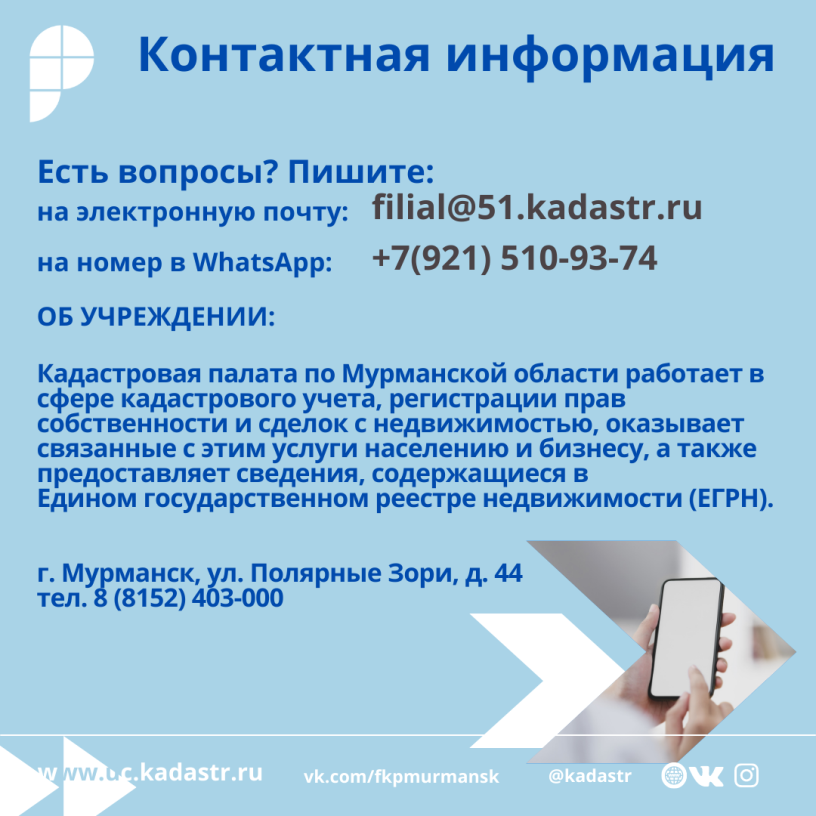 Контактная информация
Есть вопросы? Пишите:
на электронную почту: filial@51.kadastr.ru
на номер в WhatsApp: +7(921) 510-93-74
ОБ УЧРЕЖДЕНИИ:
Кадастровая палата по Мурманской области работает в
сфере кадастрового учета, регистрации прав
собственности и сделок с недвижимостью, оказывает
связанные с этим услуги населению и бизнесу, а также
предоставляет сведения, содержащиеся в
Едином государственном реестре недвижимости (ЕГРН).
г. Мурманск, ул. Полярные Зори, д. 44
тел. 8 (8152) 403-000
www.uc.kadastr.ru vk.com/fkpmurmansk @kadastr